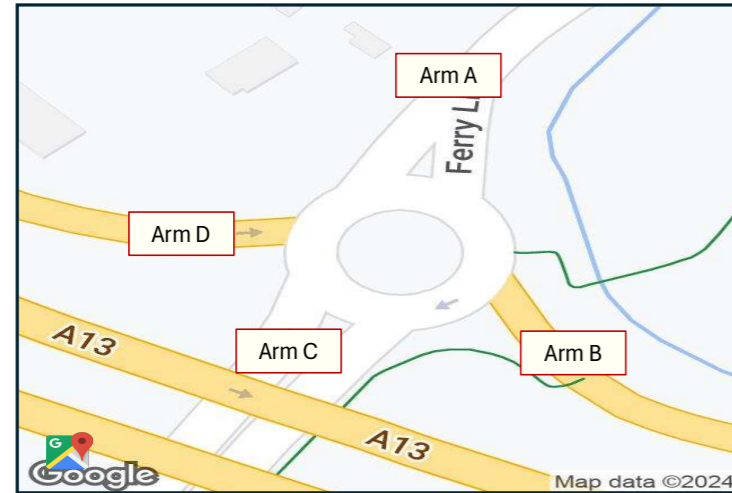 Arm A
Ferry L
Arm D
A13
Arm C
Arm B
A13
G
Google
Map data ©2024